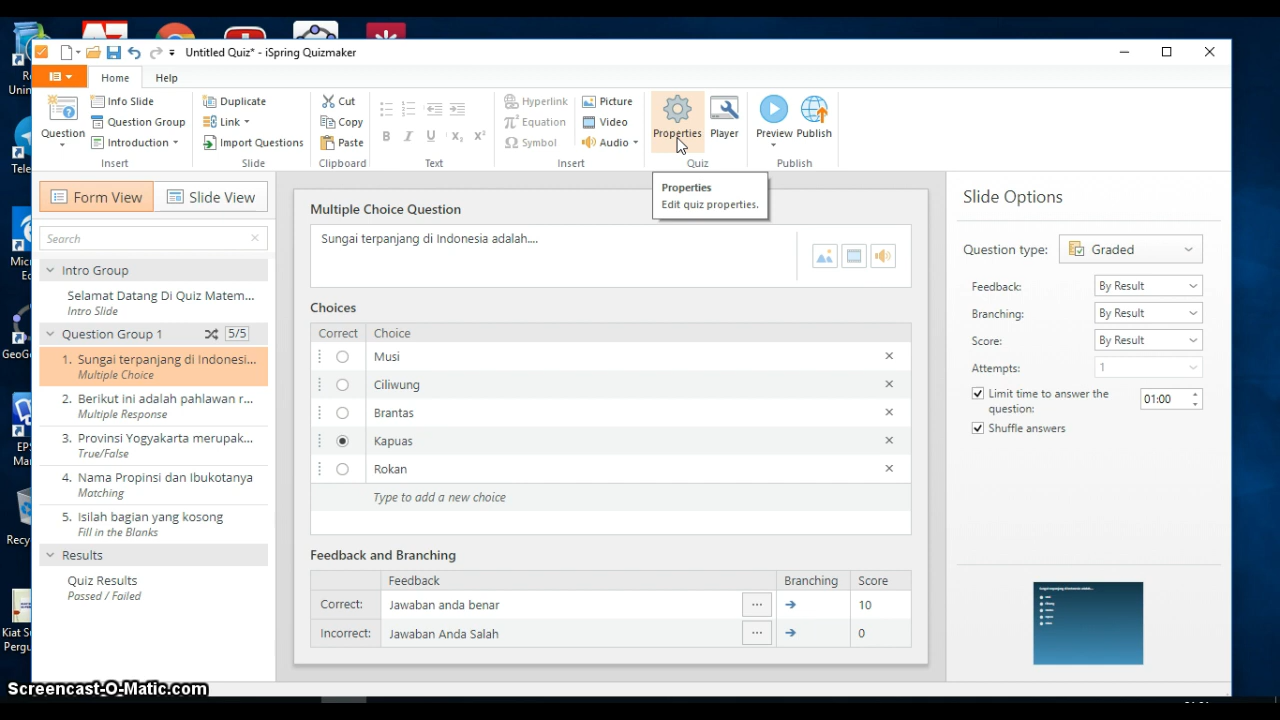 Untitled Quiz* - iSpring Quizmaker
Home Help
Question
Info Slide
Question Group
Introduction
Insert
Duplicate
Link
Import Questions
Slide
Cut
Copy
Paste
Clipboard
B I U X₂ X²
Text
Hyperlink
Equation
Symbol
Picture
Video
Audio
Insert
Properties
Player
Quiz
Preview
Publish
Publish
Properties
Edit quiz properties.
Form View
Slide View
Search
Intro Group
Selamat Datang Di Quiz Matem...
Intro Slide
Question Group 1 5/5
1. Sungai terpanjang di Indonesi...
Multiple Choice
2. Berikut ini adalah pahlawan r...
Multiple Response
3. Provinsi Yogyakarta merupak...
True/False
4. Nama Propinsi dan Ibukotanya
Matching
5. Isilah bagian yang kosong
Fill in the Blanks
Results
Quiz Results
Passed / Failed
Multiple Choice Question
Sungai terpanjang di Indonesia adalah....
Choices
Correct Choice
Musi
Ciliwung
Brantas
Kapuas
Rokan
Type to add a new choice
Feedback and Branching
Feedback Branching Score
Correct: Jawaban anda benar ... 10
Incorrect: Jawaban Anda Salah ... 0
Slide Options
Question type: Graded
Feedback: By Result
Branching: By Result
Score: By Result
Attempts: 1
Limit time to answer the
question:
01:00
Shuffle answers
Screencast-O-Matic.com